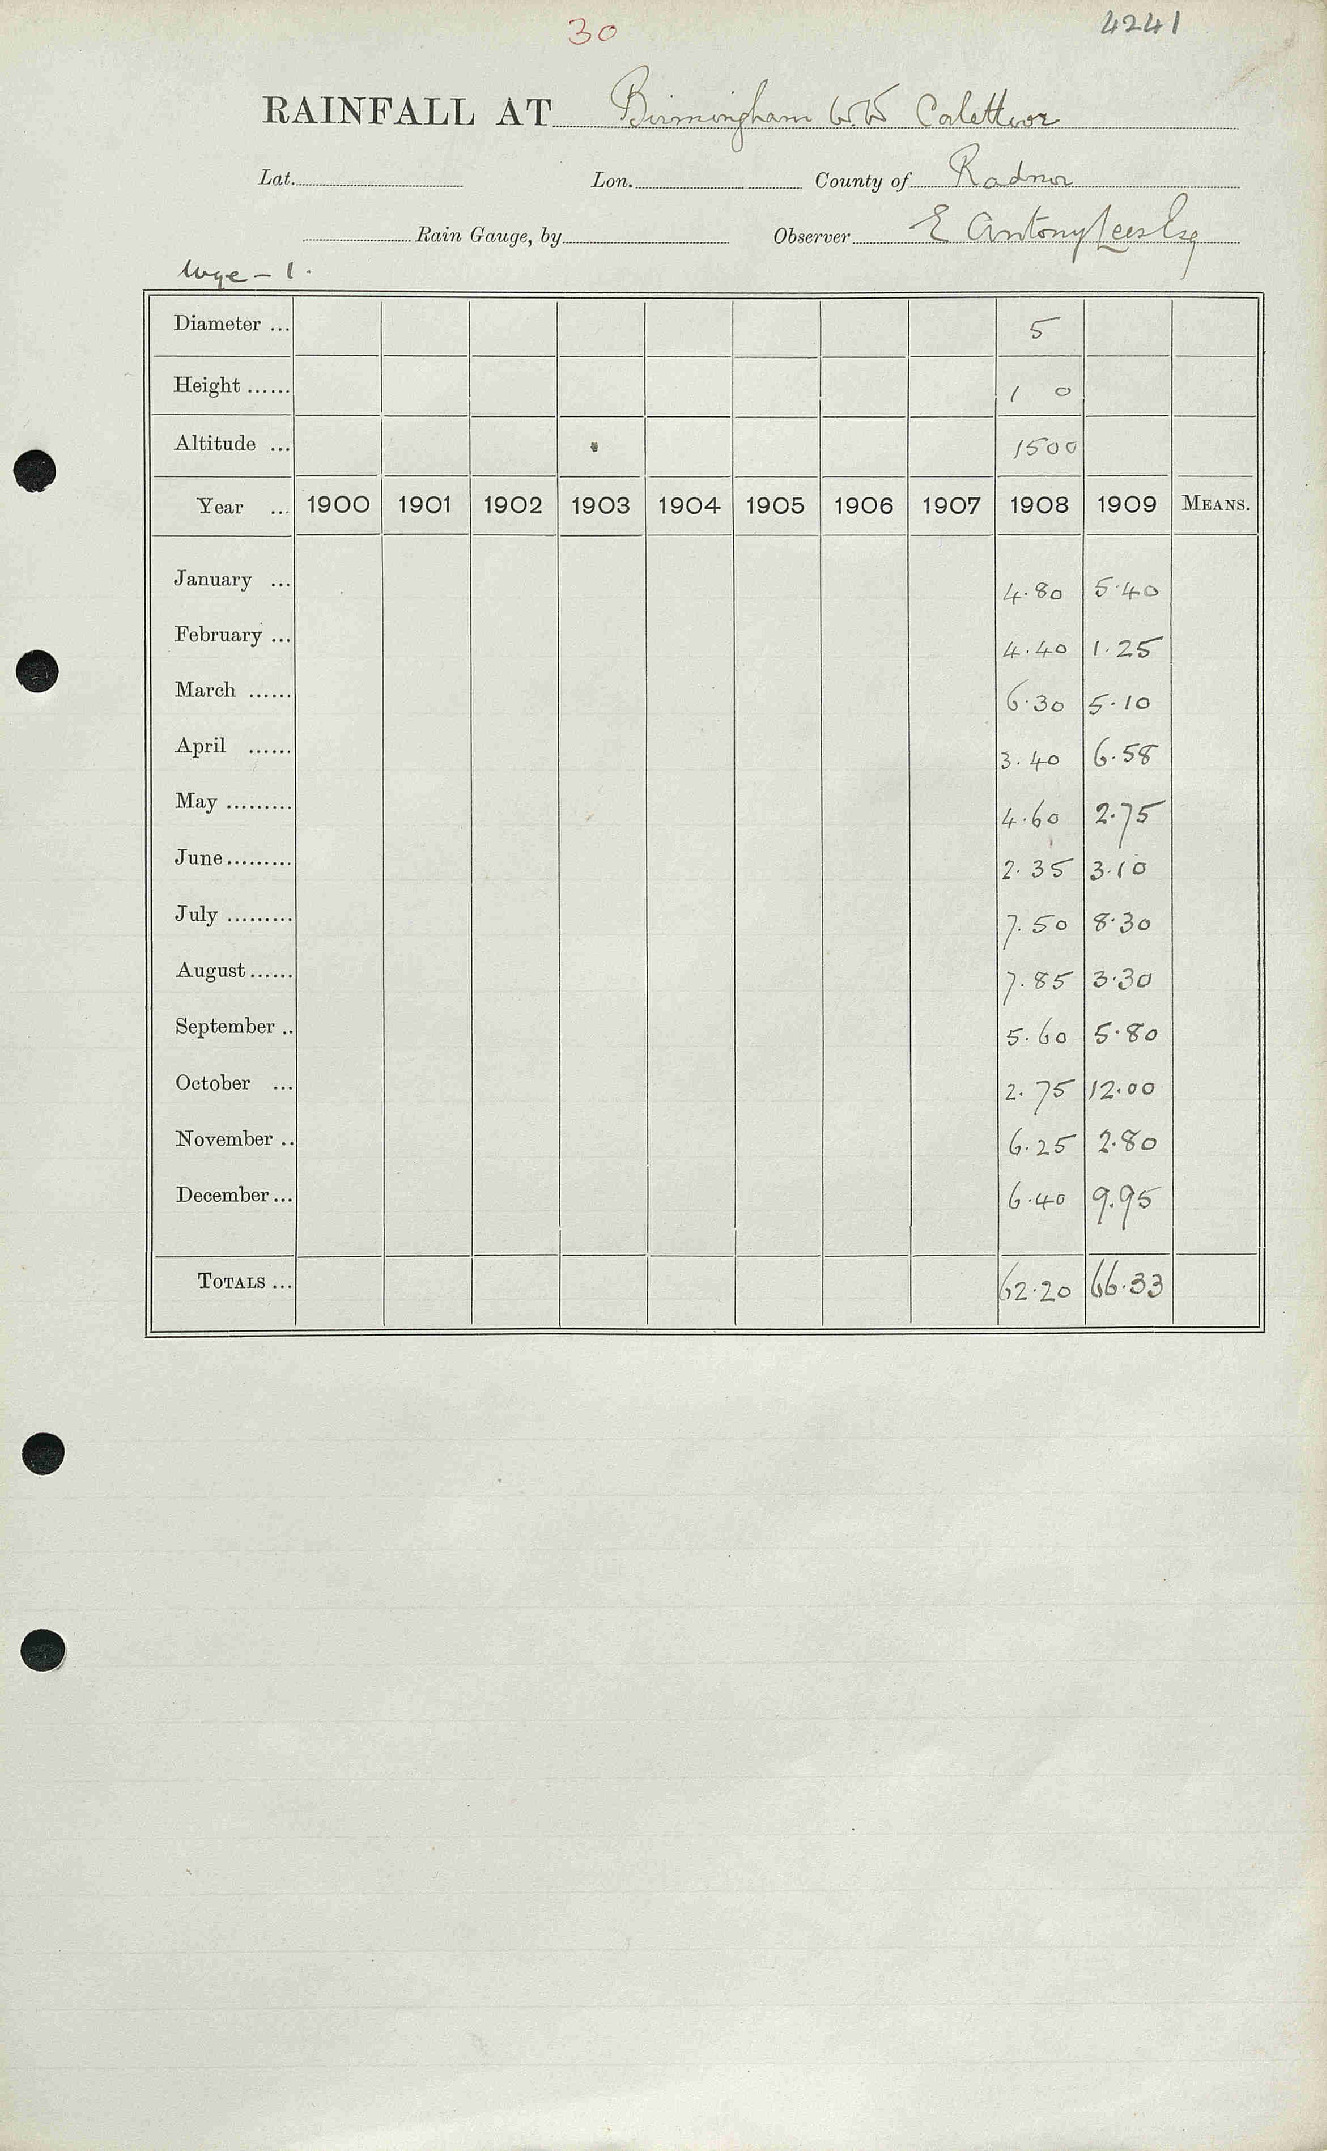 30
4241
RAINFALL AT Birmingham W.W Calettwr
Lat. Lon. County of Radnor
Rain Gauge, by Observer E Antony Lees Esq
Wye - 1.
Diameter ... 5
Height ...... 1 0
Altitude ... 1500
Year ... 1900 1901 1902 1903 1904 1905 1906 1907 1908 1909 MEANS.
January ... 4.80 5.40
February ... 4.40 1.25
March ...... 6.30 5.10
April ...... 3.40 6.58
May ......... 4.60 2.75
June......... 2.35 3.10
July ......... 7.50 8.30
August...... 7.85 3.30
September .. 5.60 5.80
October ... 2.75 12.00
November .. 6.25 2.80
December... 6.40 9.95
TOTALS ... 62.20 66.33